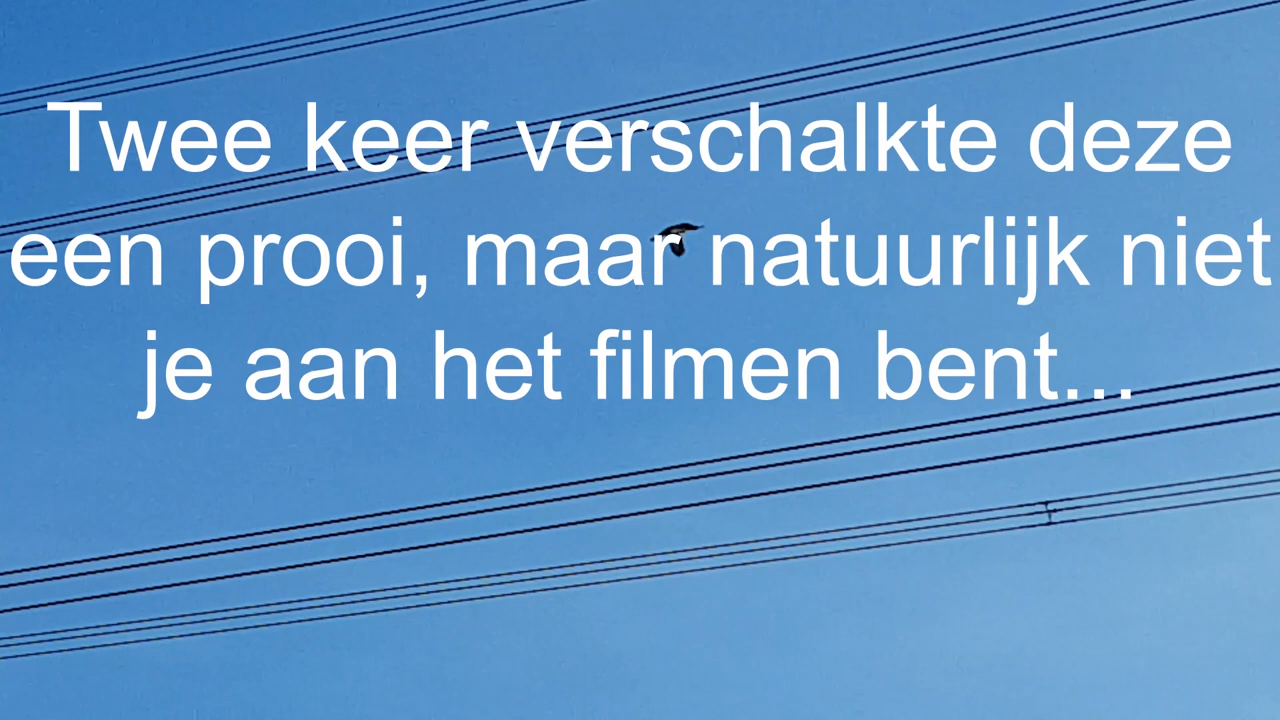 Twee keer verschalkte deze
een prooi, maar natuurlijk niet
je aan het filmen bent...